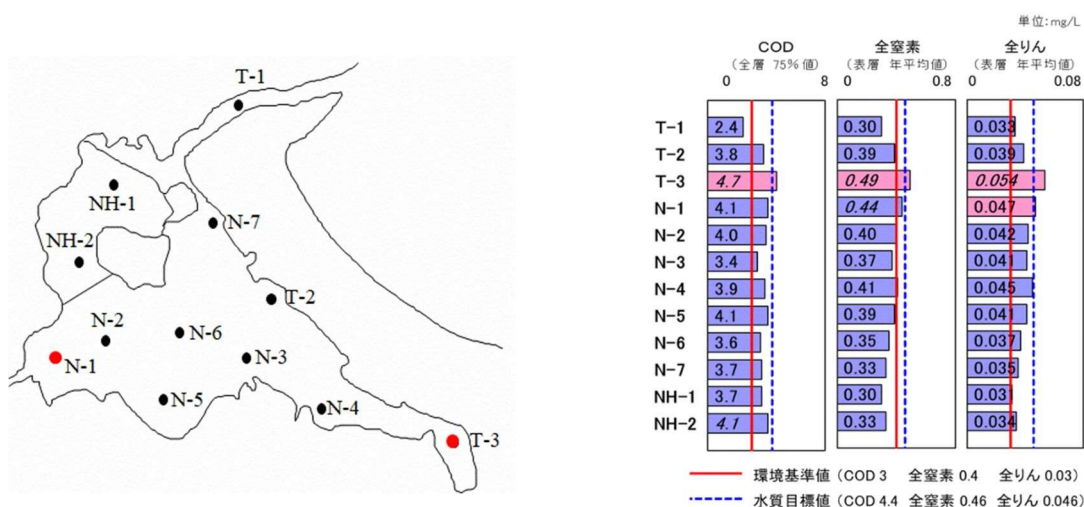 T-1
NH-1
N-7
NH-2
T-2
N-2
N-6
N-1
N-3
N-5
N-4
T-3
単位:mg/L
COD 全窒素 全りん
(全層 75%値) (表層 年平均値) (表層 年平均値)
0 8 0 0.8 0 0.08
T-1 2.4 0.30 0.033
T-2 3.8 0.39 0.039
T-3 4.7 0.49 0.054
N-1 4.1 0.44 0.047
N-2 4.0 0.40 0.042
N-3 3.4 0.37 0.041
N-4 3.9 0.41 0.045
N-5 4.1 0.39 0.041
N-6 3.6 0.35 0.037
N-7 3.7 0.33 0.035
NH-1 3.7 0.30 0.031
NH-2 4.1 0.33 0.034
環境基準値 (COD 3 全窒素 0.4 全りん 0.03)
水質目標値 (COD 4.4 全窒素 0.46 全りん 0.046)